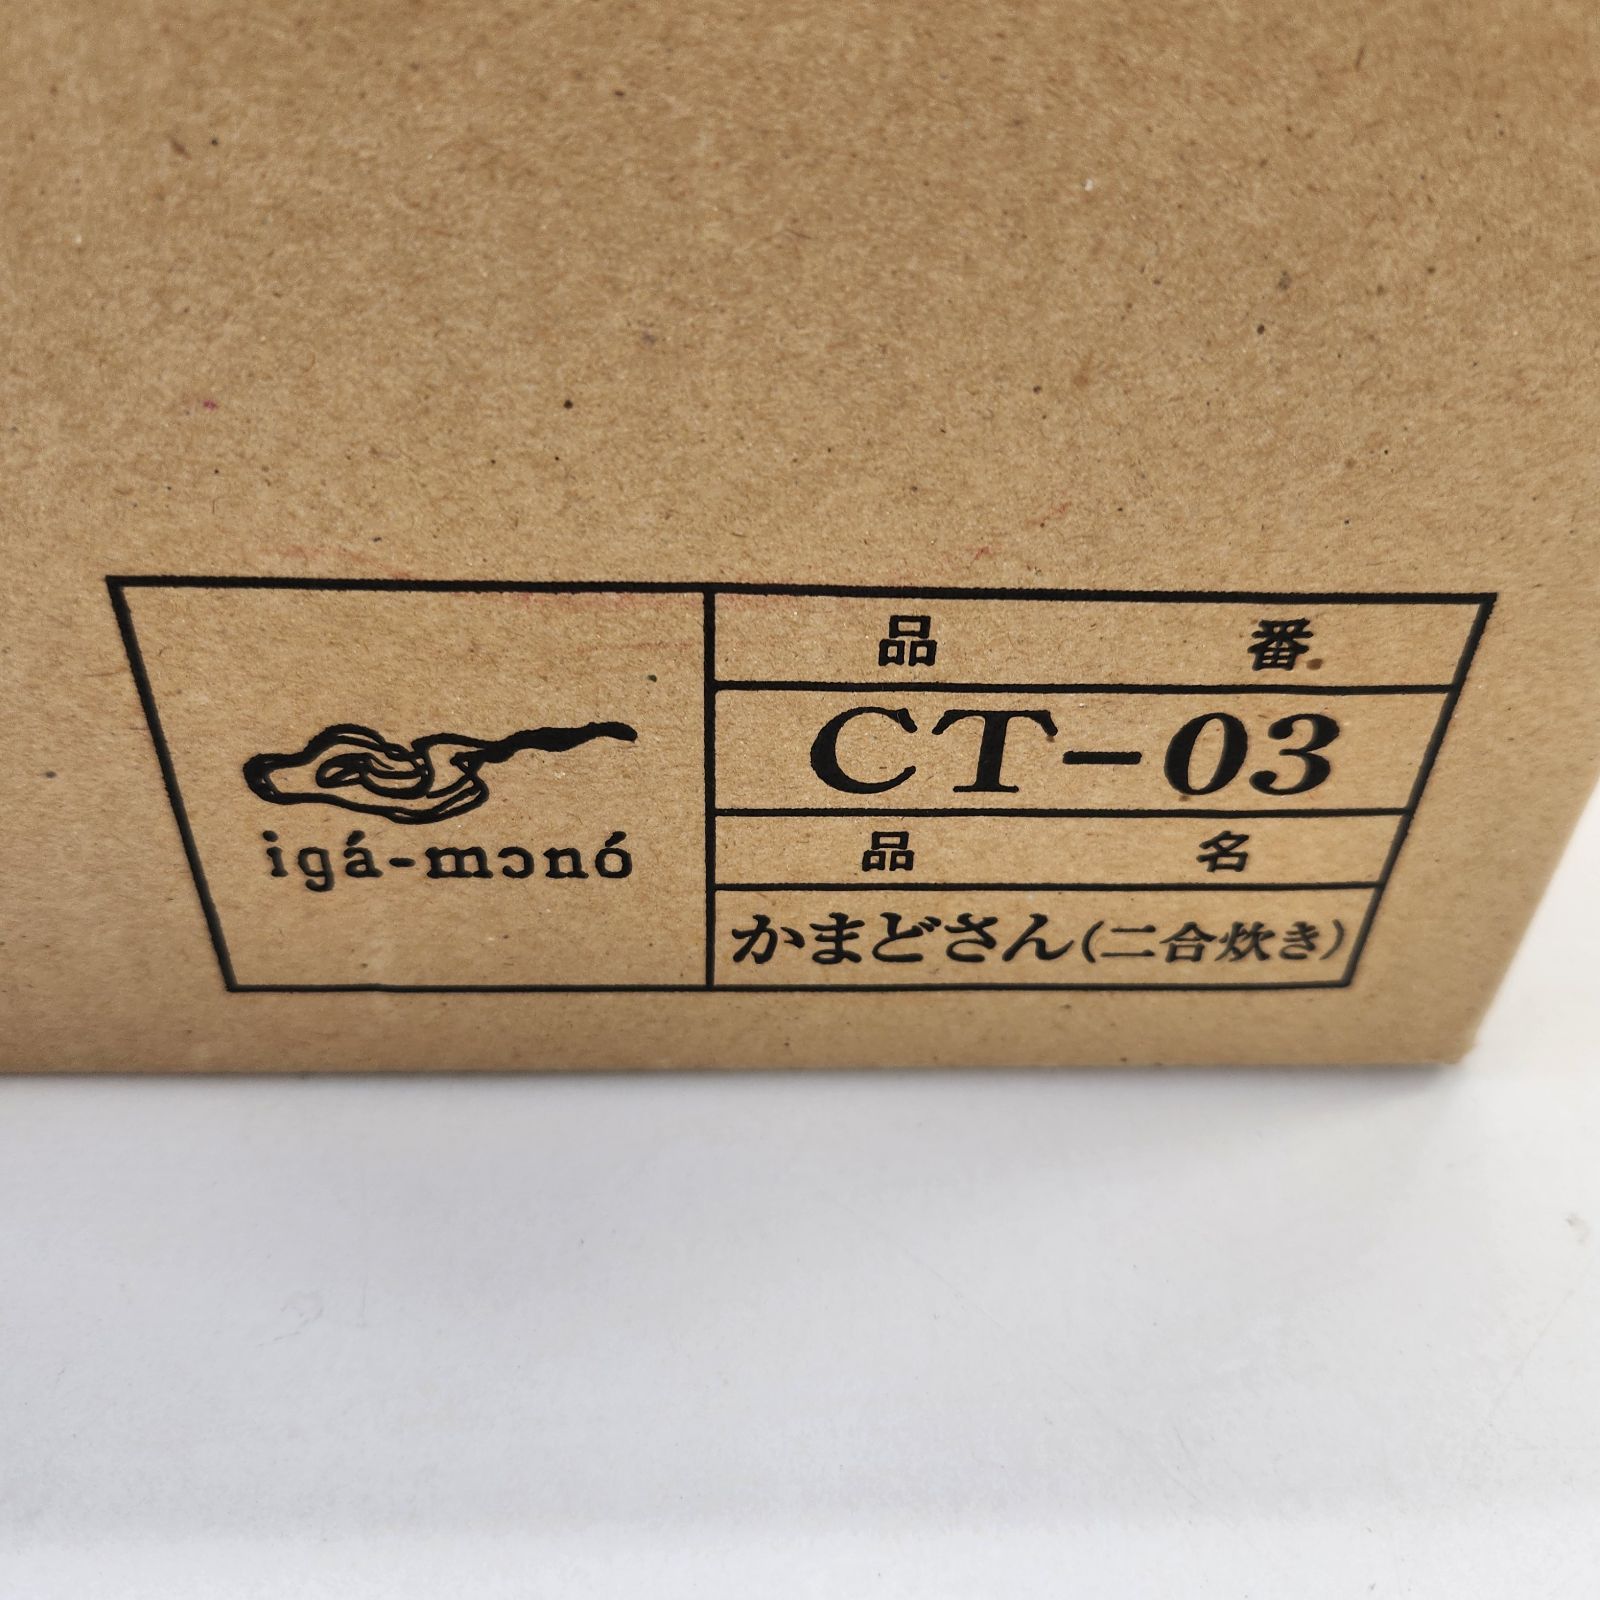 igá-mɔnó
品番
CT-03
品名
かまどさん(二合炊き)